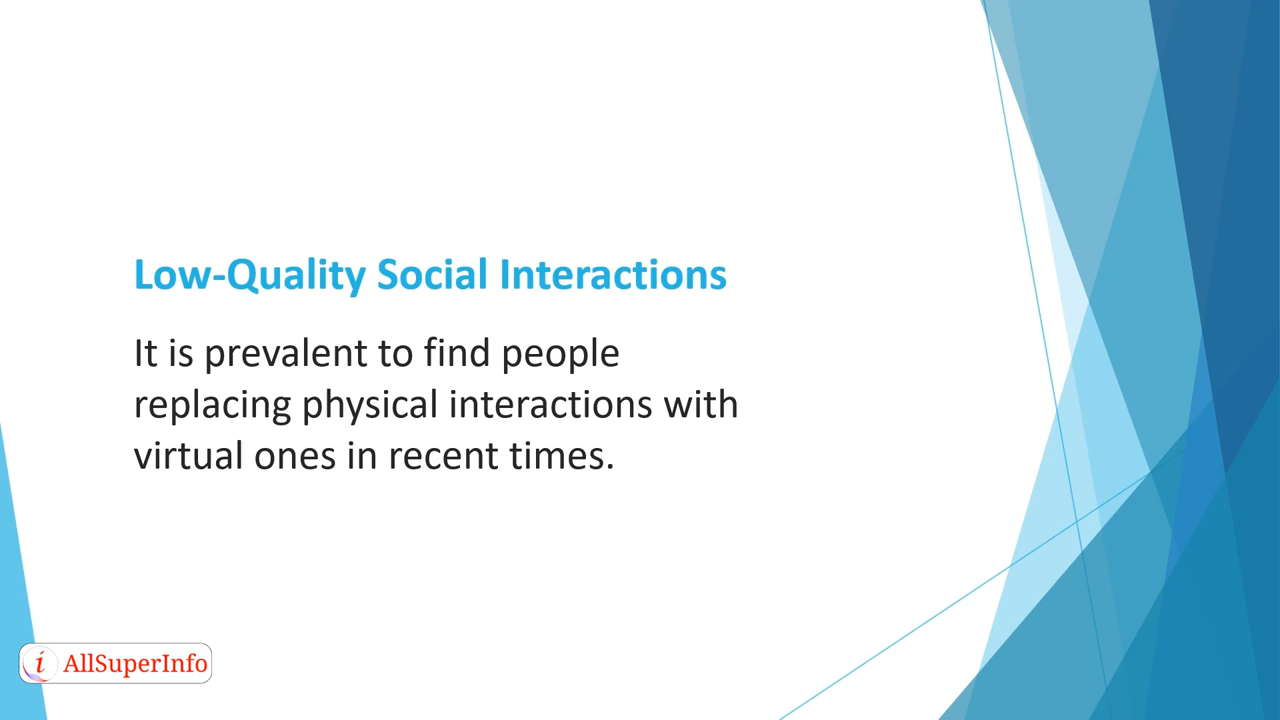 Low-Quality Social Interactions
It is prevalent to find people
replacing physical interactions with
virtual ones in recent times.
i AllSuperInfo